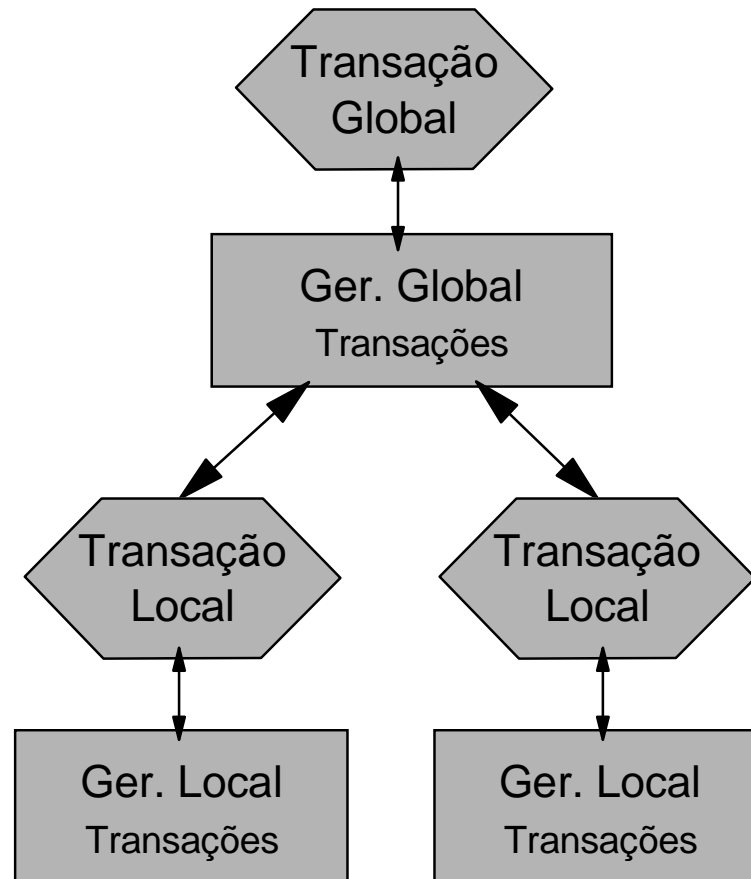 Transação
Global
Ger. Global
Transações
Transação
Local
Transação
Local
Ger. Local
Transações
Ger. Local
Transações